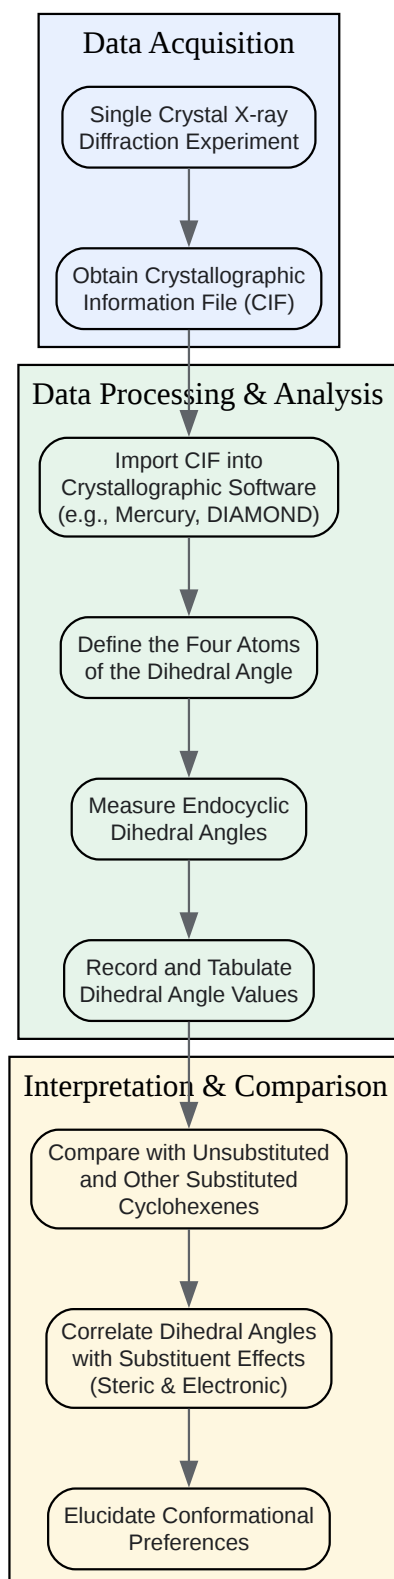 Data Acquisition
Single Crystal X-ray
Diffraction Experiment
Obtain Crystallographic
Information File (CIF)
Data Processing & Analysis
Import CIF into
Crystallographic Software
(e.g., Mercury, DIAMOND)
Define the Four Atoms
of the Dihedral Angle
Measure Endocyclic
Dihedral Angles
Record and Tabulate
Dihedral Angle Values
Interpretation & Comparison
Compare with Unsubstituted
and Other Substituted
Cyclohexenes
Correlate Dihedral Angles
with Substituent Effects
(Steric & Electronic)
Elucidate Conformational
Preferences